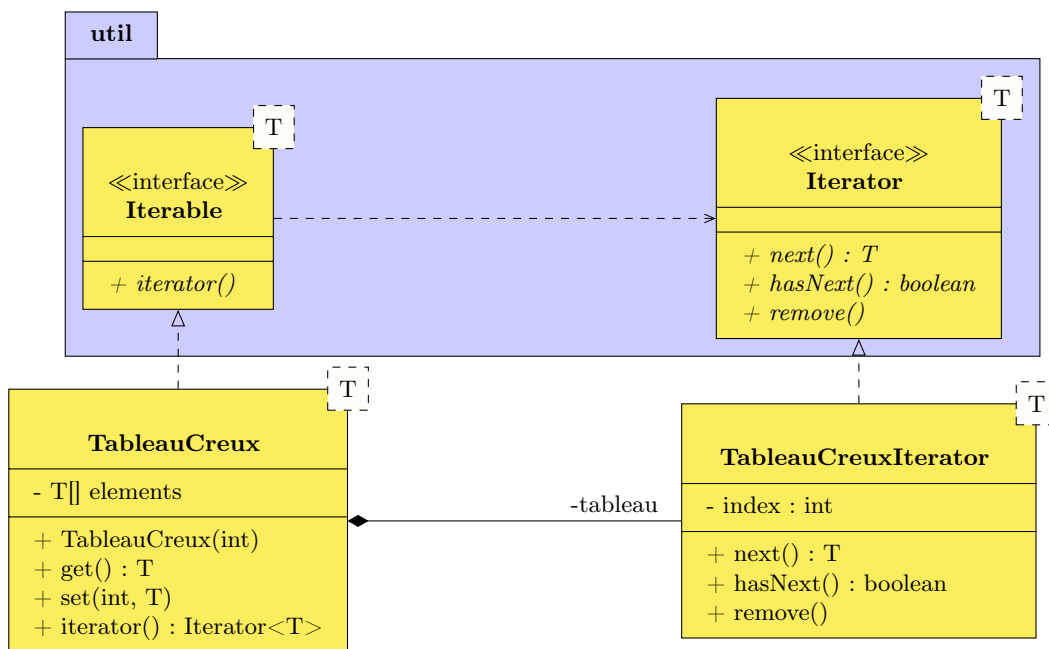 util
T
≪interface≫
Iterable
+ iterator()
T
≪interface≫
Iterator
+ next() : T
+ hasNext() : boolean
+ remove()
T
TableauCreux
- T[] elements
+ TableauCreux(int)
+ get() : T
+ set(int, T)
+ iterator() : Iterator<T>
-tableau
T
TableauCreuxIterator
- index : int
+ next() : T
+ hasNext() : boolean
+ remove()